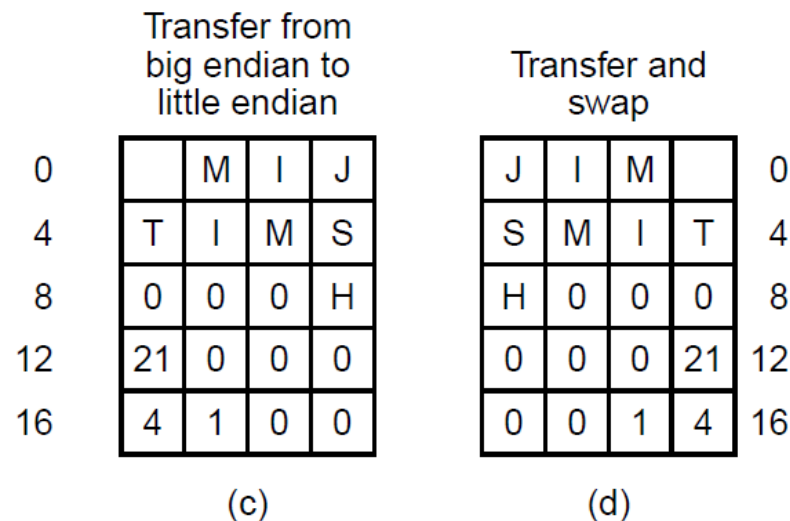 Transfer from
big endian to
little endian
0 M I J
4 T I M S
8 0 0 0 H
12 21 0 0 0
16 4 1 0 0
(c)
Transfer and
swap
J I M 0
S M I T 4
H 0 0 0 8
0 0 0 21 12
0 0 1 4 16
(d)